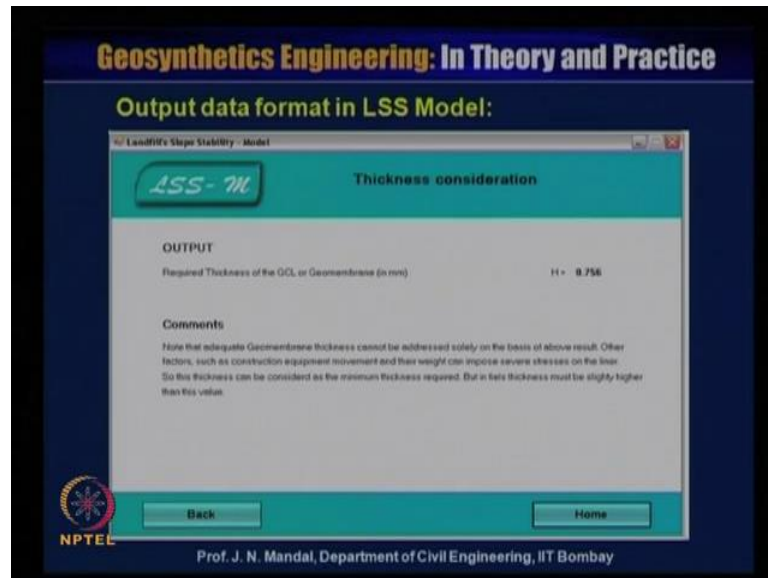 Geosynthetics Engineering: In Theory and Practice
Output data format in LSS Model:
Landfill's Slope Stability - Model
LSS-M
Thickness consideration
OUTPUT
Required Thickness of the GCL or Geomembrane (in mm)
H = 0.756
Comments
Note that adequate Geomembrane thickness cannot be addressed solely on the basis of above result. Other
factors, such as construction equipment movement and their weight can impose severe stresses on the liner.
So this thickness can be considerd as the minimum thickness required. But in thickness must be slighty higher
than this value.
Back
Home
NPTEL
Prof. J. N. Mandal, Department of Civil Engineering, IIT Bombay